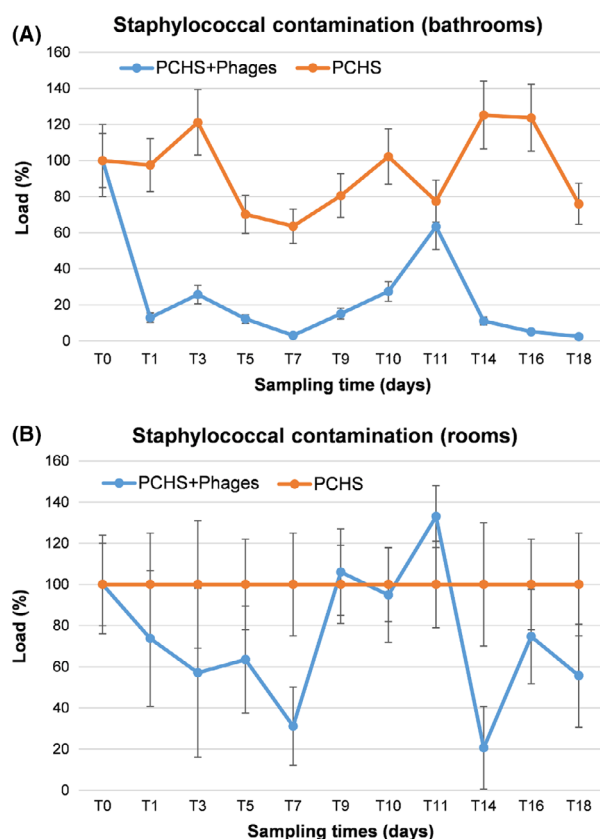 (A)
Staphylococcal contamination (bathrooms)
PCHS+Phages PCHS
Load (%)
160
140
120
100
80
60
40
20
0
T0 T1 T3 T5 T7 T9 T10 T11 T14 T16 T18
Sampling time (days)
(B)
Staphylococcal contamination (rooms)
PCHS+Phages PCHS
Load (%)
160
140
120
100
80
60
40
20
0
T0 T1 T3 T5 T7 T9 T10 T11 T14 T16 T18
Sampling times (days)